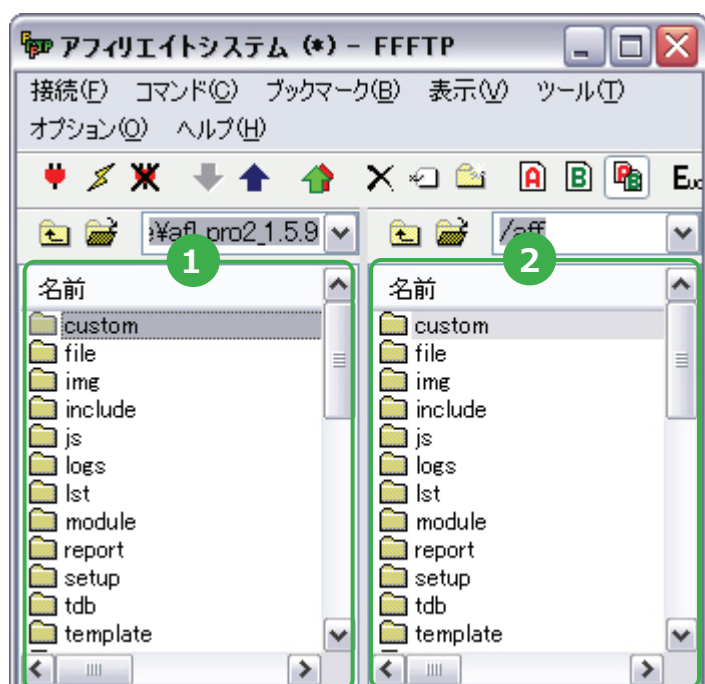 アフィリエイトシステム (*) - FFFTP
接続(F) コマンド(C) ブックマーク(B) 表示(V) ツール(T)
オプション(O) ヘルプ(H)
A B B Euc
¥afl_pro2_1.5.9 /aff
1 2
名前 名前
custom custom
file file
img img
include include
js js
logs logs
lst lst
module module
report report
setup setup
tdb tdb
template template